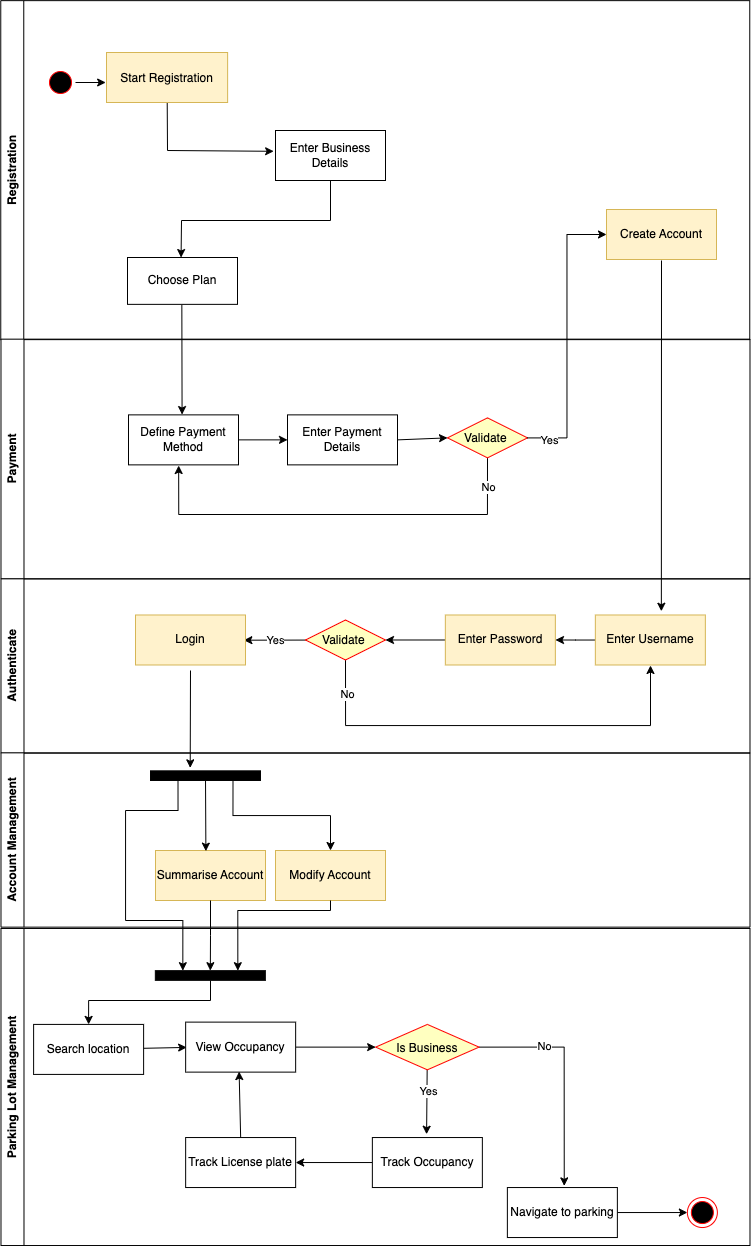 Registration
Start Registration
Enter Business
Details
Create Account
Choose Plan
Payment
Define Payment
Method
Enter Payment
Details
Validate
Yes
No
Authenticate
Login
Yes
Validate
Enter Password
Enter Username
No
Account Management
Summarise Account
Modify Account
Parking Lot Management
Search location
View Occupancy
Is Business
No
Yes
Track License plate
Track Occupancy
Navigate to parking